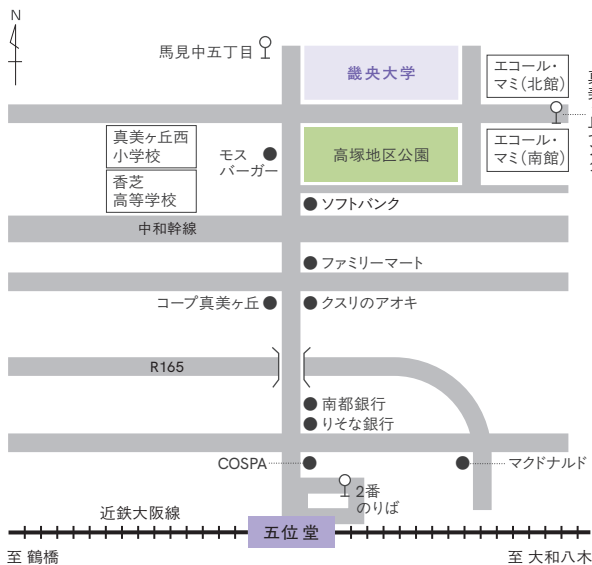 N
馬見中五丁目
畿央大学
エコール・
マミ(北館)
真美ヶ丘西
小学校
香芝
高等学校
モス
バーガー
高塚地区公園
エコール・
マミ(南館)
ソフトバンク
中和幹線
ファミリーマート
コープ真美ヶ丘
クスリのアオキ
R165
南都銀行
りそな銀行
COSPA
マクドナルド
2番
のりば
近鉄大阪線
五位堂
至 鶴橋
至 大和八木